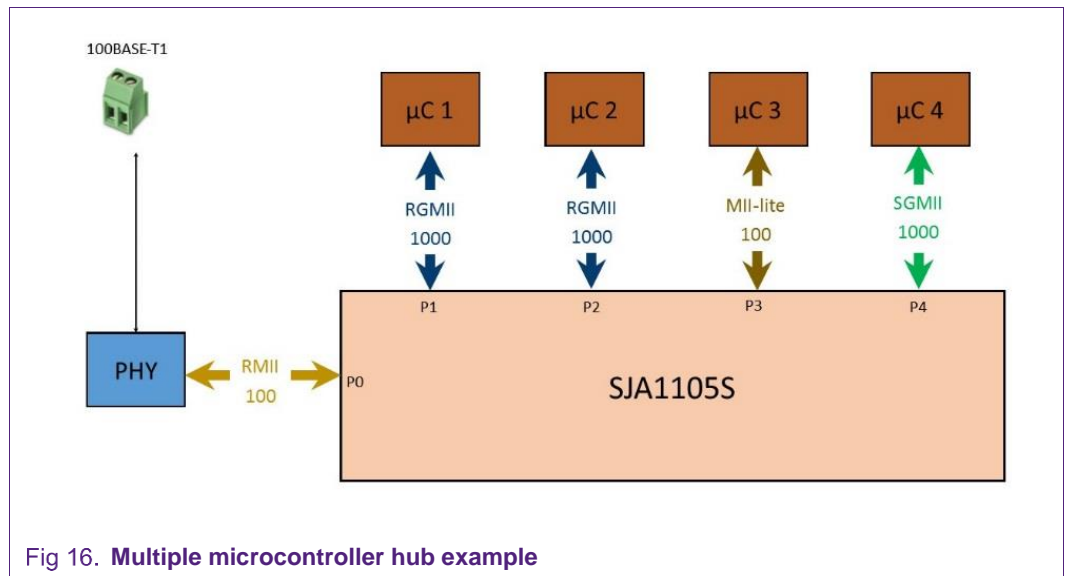 100BASE-T1
µC 1
µC 2
µC 3
µC 4
RGMII
1000
RGMII
1000
MII-lite
100
SGMII
1000
P1
P2
P3
P4
PHY
RMII
100
P0
SJA1105S
Fig 16. Multiple microcontroller hub example